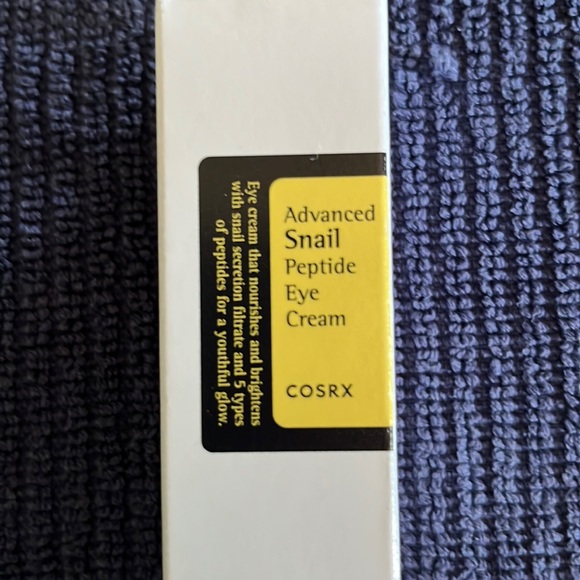 Advanced
Snail
Peptide
Eye
Cream
COSRX
Eye cream that nourishes and brightens
with snail secretion filtrate and 5 types
of peptides for a youthful glow.